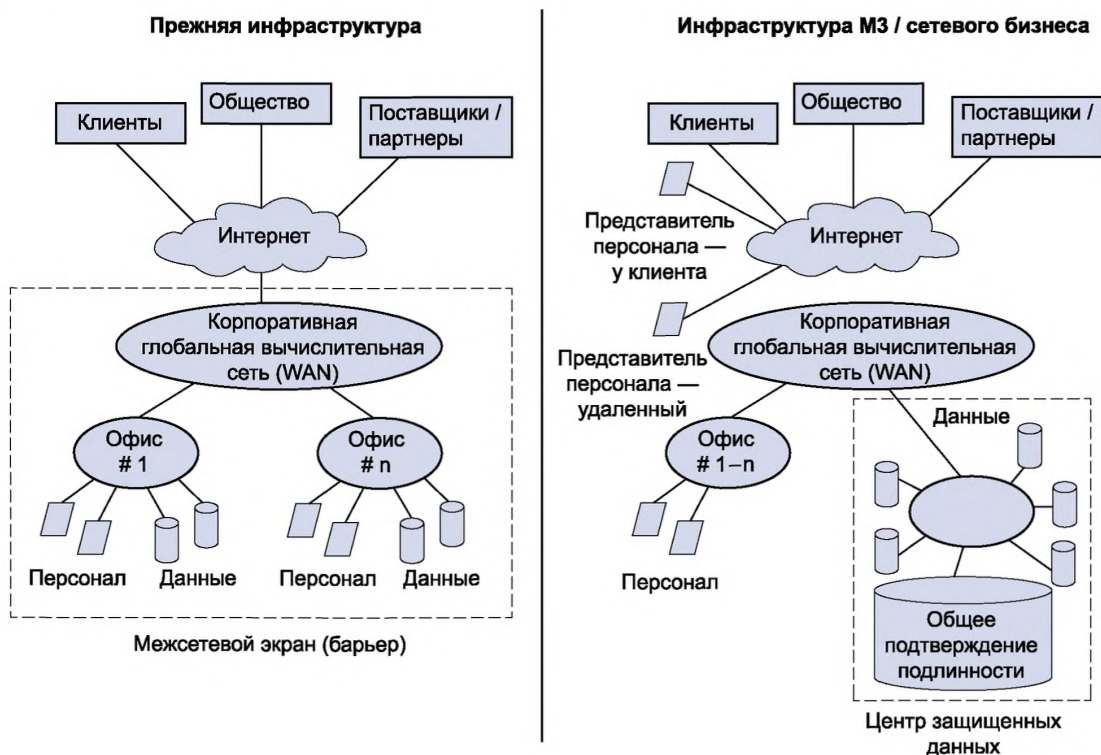 Прежняя инфраструктура
Клиенты
Общество
Поставщики /
партнеры
Интернет
Корпоративная
глобальная вычислительная
сеть (WAN)
Офис
# 1
Офис
# n
Персонал
Данные
Персонал
Данные
Межсетевой экран (барьер)
Инфраструктура М3 / сетевого бизнеса
Клиенты
Общество
Поставщики /
партнеры
Представитель
персонала —
у клиента
Интернет
Представитель
персонала —
удаленный
Корпоративная
глобальная вычислительная
сеть (WAN)
Офис
# 1–n
Персонал
Данные
Общее
подтверждение
подлинности
Центр защищенных
данных